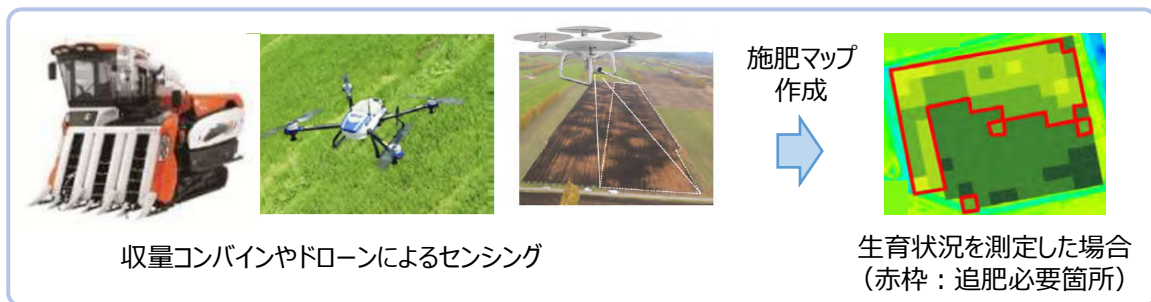 施肥マップ
作成
収量コンバインやドローンによるセンシング
生育状況を測定した場合
（赤枠：追肥必要箇所）